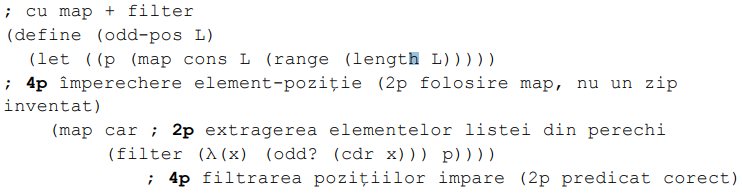 ; cu map + filter
(define (odd-pos L)
  (let ((p (map cons L (range (length L)))))
; 4p împerechere element-poziție (2p folosire map, nu un zip
inventat)
    (map car ; 2p extragerea elementelor listei din perechi
         (filter (λ(x) (odd? (cdr x))) p))))
            ; 4p filtrarea pozițiilor impare (2p predicat corect)